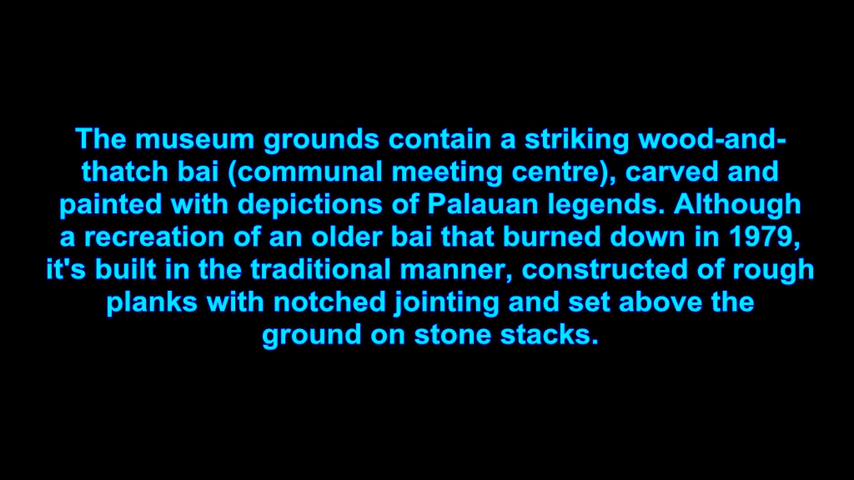 The museum grounds contain a striking wood-and-
thatch bai (communal meeting centre), carved and
painted with depictions of Palauan legends. Although
a recreation of an older bai that burned down in 1979,
it's built in the traditional manner, constructed of rough
planks with notched jointing and set above the
ground on stone stacks.